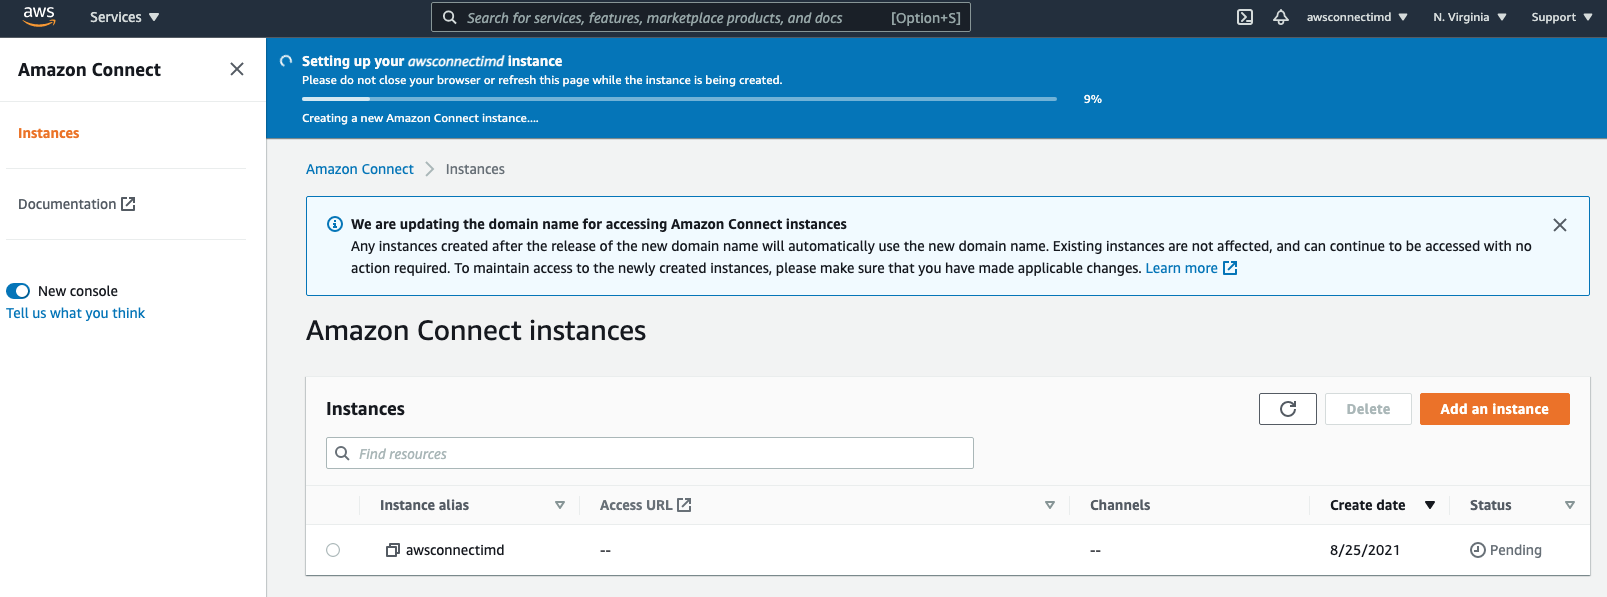 aws
Services
Search for services, features, marketplace products, and docs
[Option+S]
awsconnectimd
N. Virginia
Support
Amazon Connect
Instances
Documentation
New console
Tell us what you think
Setting up your awsconnectimd instance
Please do not close your browser or refresh this page while the instance is being created.
9%
Creating a new Amazon Connect instance....
Amazon Connect
Instances
We are updating the domain name for accessing Amazon Connect instances
Any instances created after the release of the new domain name will automatically use the new domain name. Existing instances are not affected, and can continue to be accessed with no
action required. To maintain access to the newly created instances, please make sure that you have made applicable changes. Learn more
Amazon Connect instances
Instances
Delete
Add an instance
Find resources
Instance alias
Access URL
Channels
Create date
Status
awsconnectimd
--
--
8/25/2021
Pending